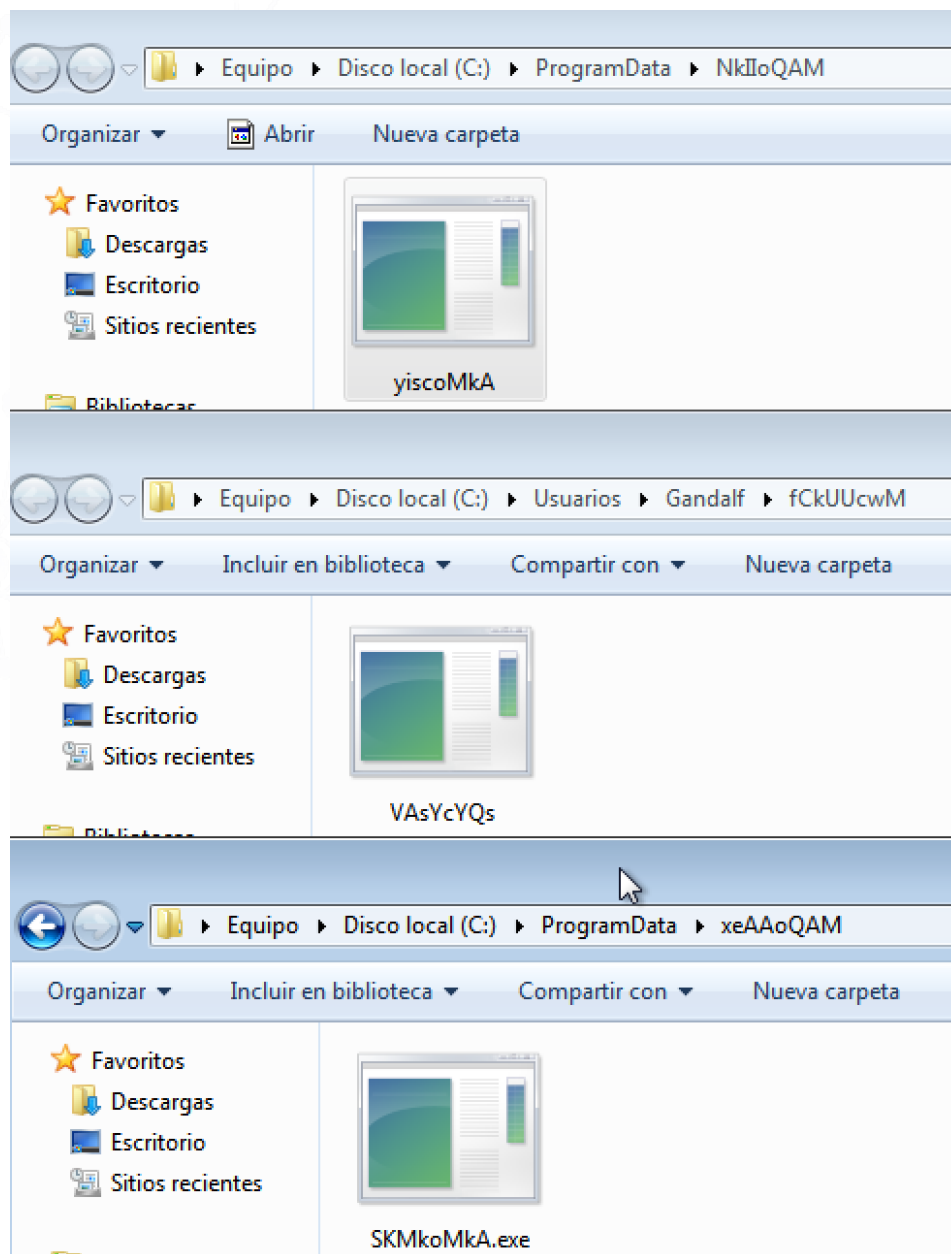 Equipo Disco local (C:) ProgramData NkIIoQAM
Organizar Abrir Nueva carpeta
Favoritos
Descargas
Escritorio
Sitios recientes
Bibliotecas
yiscoMkA
Equipo Disco local (C:) Usuarios Gandalf fCkUUcwM
Organizar Incluir en biblioteca Compartir con Nueva carpeta
Favoritos
Descargas
Escritorio
Sitios recientes
Bibliotecas
VAsYcYQs
Equipo Disco local (C:) ProgramData xeAAoQAM
Organizar Incluir en biblioteca Compartir con Nueva carpeta
Favoritos
Descargas
Escritorio
Sitios recientes
SKMkoMkA.exe